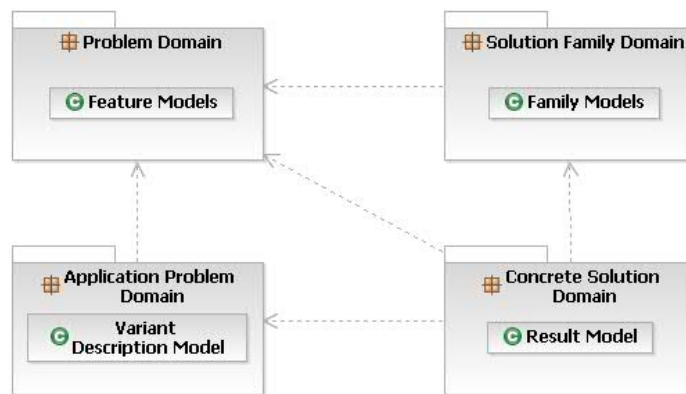 Problem Domain
Feature Models
Solution Family Domain
Family Models
Application Problem
Domain
Variant
Description Model
Concrete Solution
Domain
Result Model